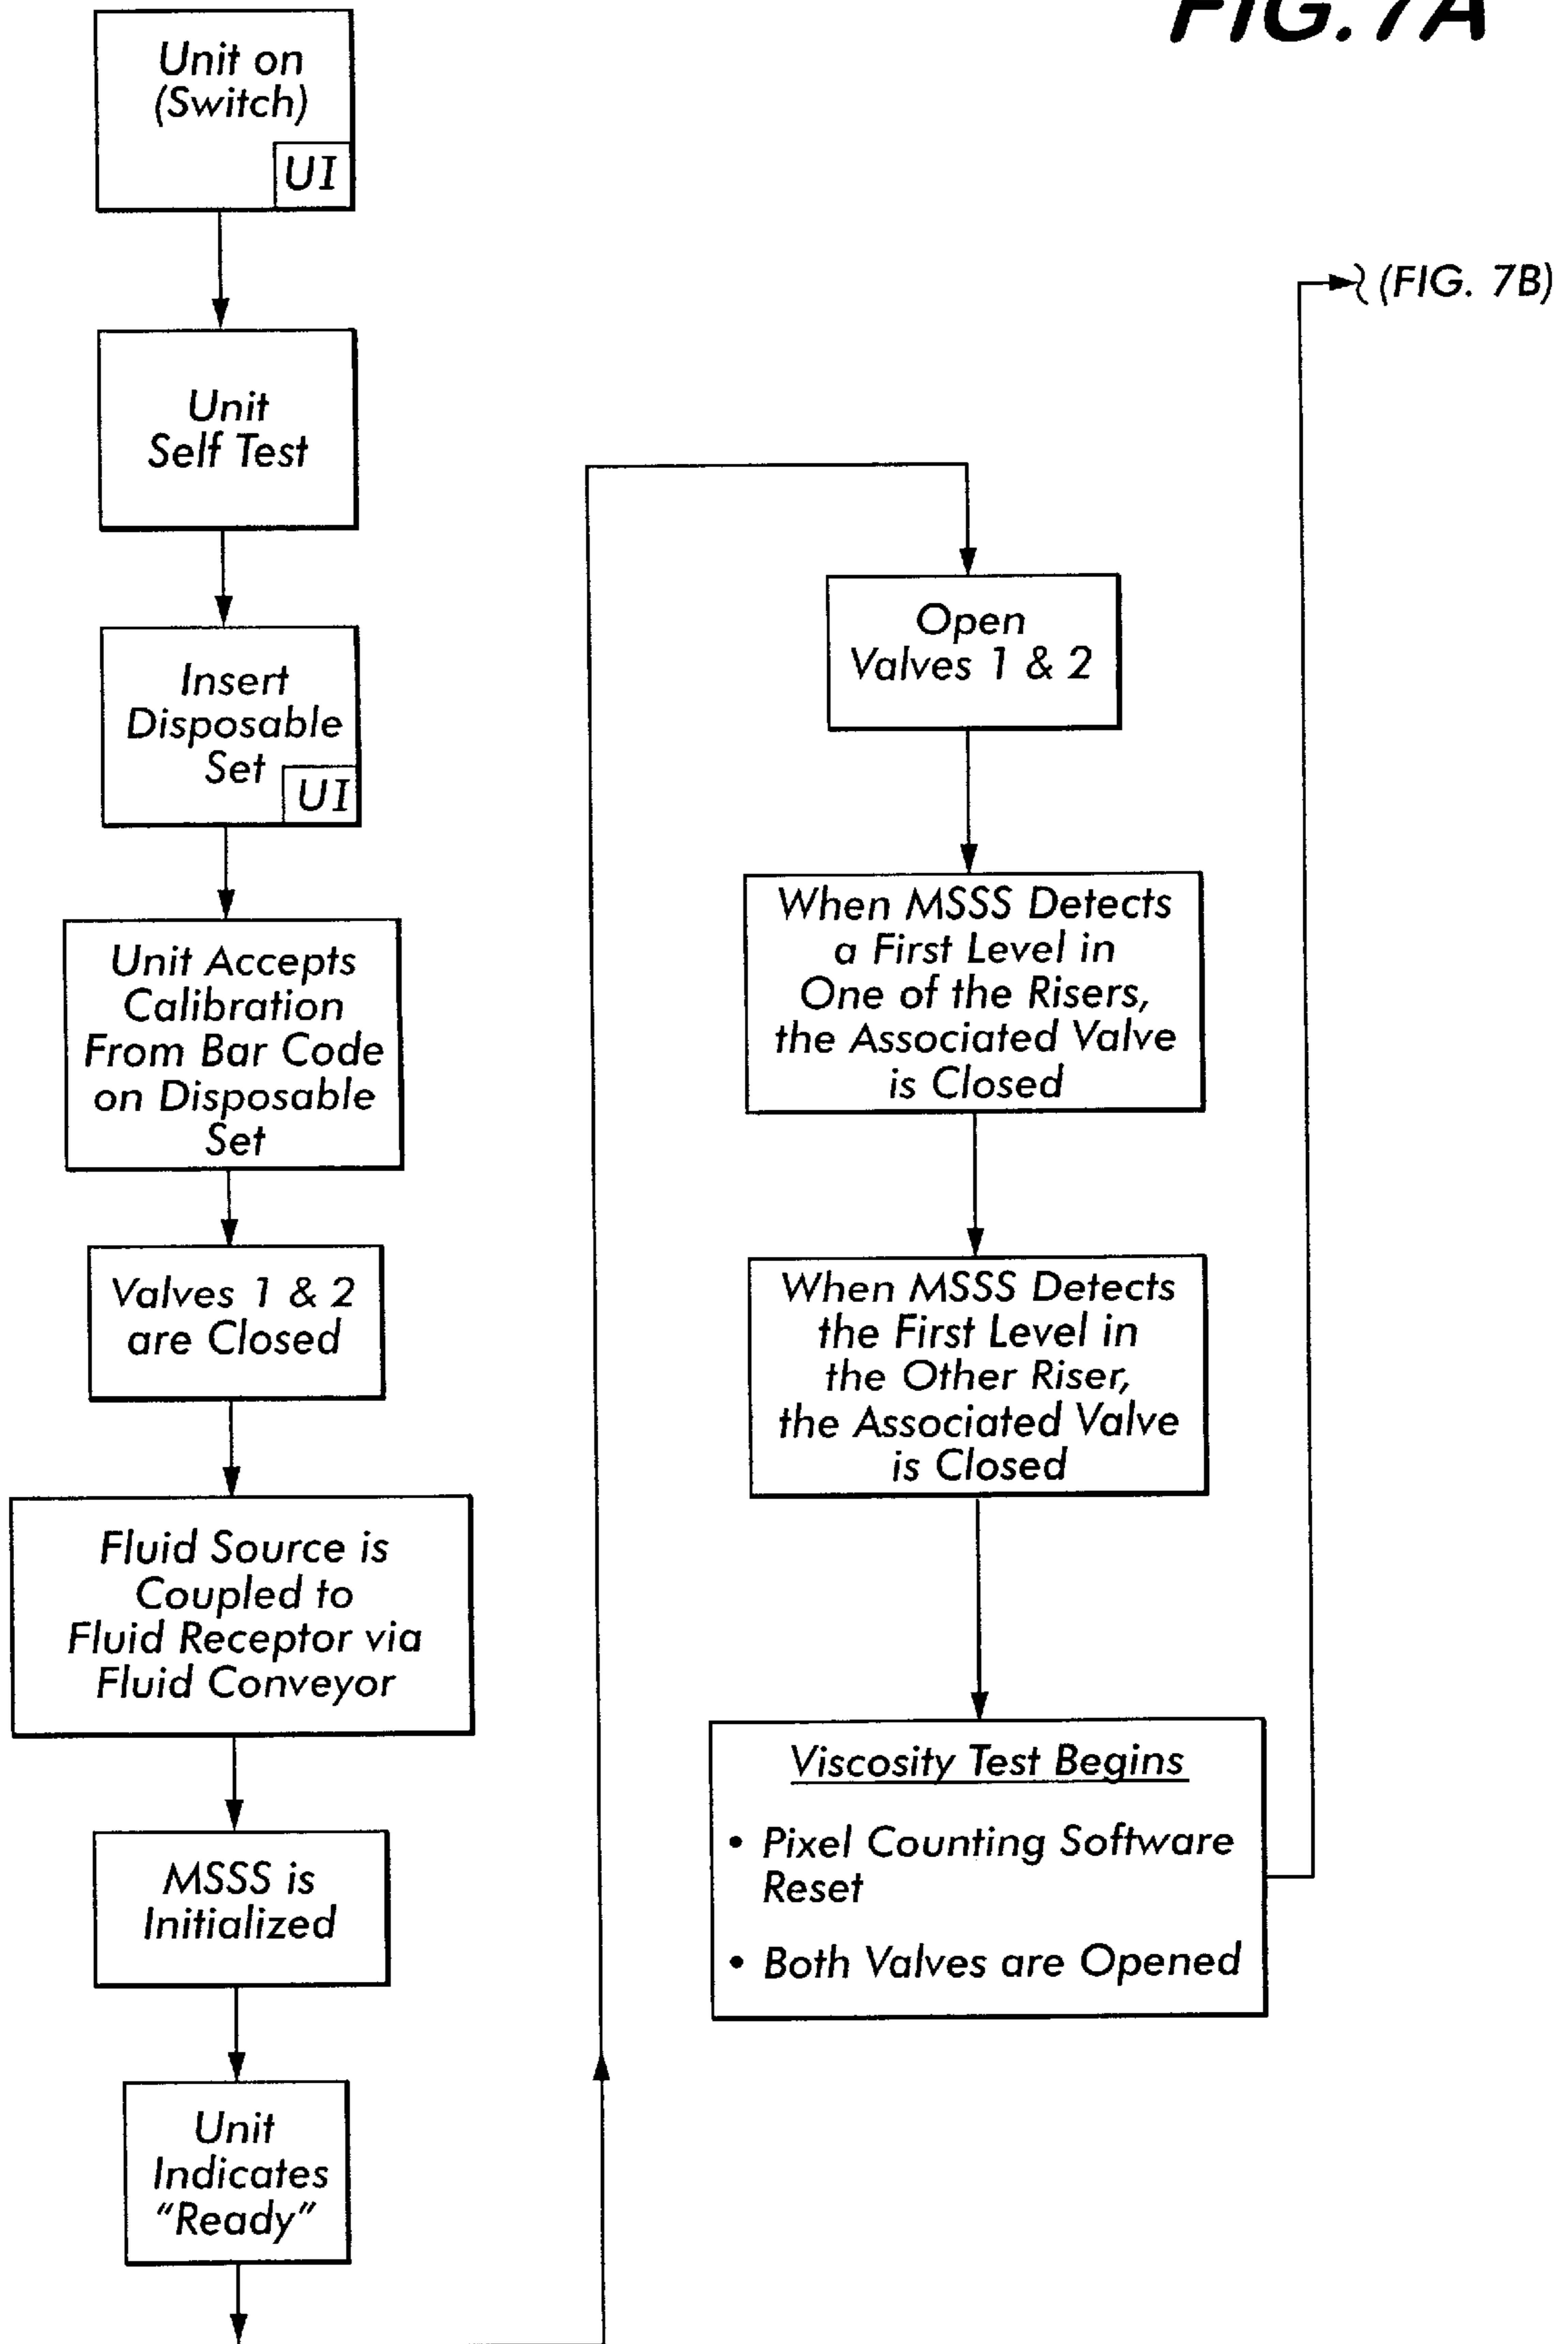 FIG. 7A
Unit on
(Switch)
UI
Unit
Self Test
Insert
Disposable
Set
UI
Unit Accepts
Calibration
From Bar Code
on Disposable
Set
Valves 1 & 2
are Closed
Fluid Source is
Coupled to
Fluid Receptor via
Fluid Conveyor
MSSS is
Initialized
Unit
Indicates
"Ready"
Open
Valves 1 & 2
When MSSS Detects
a First Level in
One of the Risers,
the Associated Valve
is Closed
When MSSS Detects
the First Level in
the Other Riser,
the Associated Valve
is Closed
Viscosity Test Begins
• Pixel Counting Software
Reset
• Both Valves are Opened
(FIG. 7B)